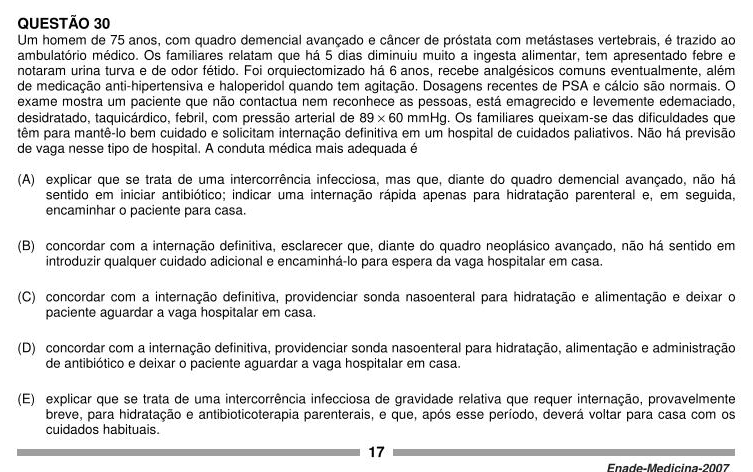 QUESTÃO 30
Um homem de 75 anos, com quadro demencial avançado e câncer de próstata com metástases vertebrais, é trazido ao
ambulatório médico. Os familiares relatam que há 5 dias diminuiu muito a ingesta alimentar, tem apresentado febre e
notaram urina turva e de odor fétido. Foi orquiectomizado há 6 anos, recebe analgésicos comuns eventualmente, além
de medicação anti-hipertensiva e haloperidol quando tem agitação. Dosagens recentes de PSA e cálcio são normais. O
exame mostra um paciente que não contactua nem reconhece as pessoas, está emagrecido e levemente edemaciado,
desidratado, taquicárdico, febril, com pressão arterial de 89 × 60 mmHg. Os familiares queixam-se das dificuldades que
têm para mantê-lo bem cuidado e solicitam internação definitiva em um hospital de cuidados paliativos. Não há previsão
de vaga nesse tipo de hospital. A conduta médica mais adequada é
(A) explicar que se trata de uma intercorrência infecciosa, mas que, diante do quadro demencial avançado, não há
sentido em iniciar antibiótico; indicar uma internação rápida apenas para hidratação parenteral e, em seguida,
encaminhar o paciente para casa.
(B) concordar com a internação definitiva, esclarecer que, diante do quadro neoplásico avançado, não há sentido em
introduzir qualquer cuidado adicional e encaminhá-lo para espera da vaga hospitalar em casa.
(C) concordar com a internação definitiva, providenciar sonda nasoenteral para hidratação e alimentação e deixar o
paciente aguardar a vaga hospitalar em casa.
(D) concordar com a internação definitiva, providenciar sonda nasoenteral para hidratação, alimentação e administração
de antibiótico e deixar o paciente aguardar a vaga hospitalar em casa.
(E) explicar que se trata de uma intercorrência infecciosa de gravidade relativa que requer internação, provavelmente
breve, para hidratação e antibioticoterapia parenterais, e que, após esse período, deverá voltar para casa com os
cuidados habituais.
17
Enade-Medicina-2007